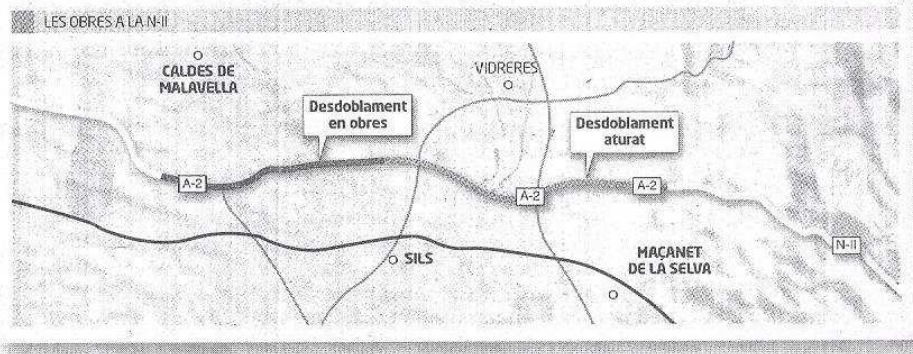 LES OBRES A LA N-II
CALDES DE
MALAVELLA
VIDRERES
Desdoblament
en obres
Desdoblament
aturat
A-2
A-2
A-2
N-II
SILS
MAÇANET
DE LA SELVA